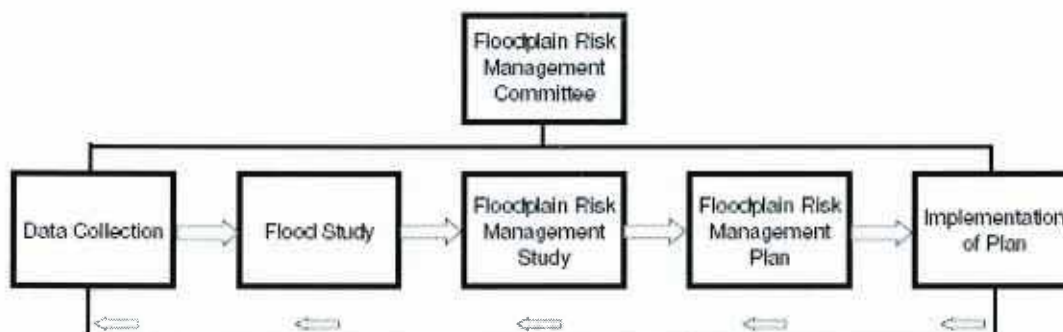 Floodplain Risk
Management
Committee
Data Collection
Flood Study
Floodplain Risk
Management
Study
Floodplain Risk
Management
Plan
Implementation
of Plan